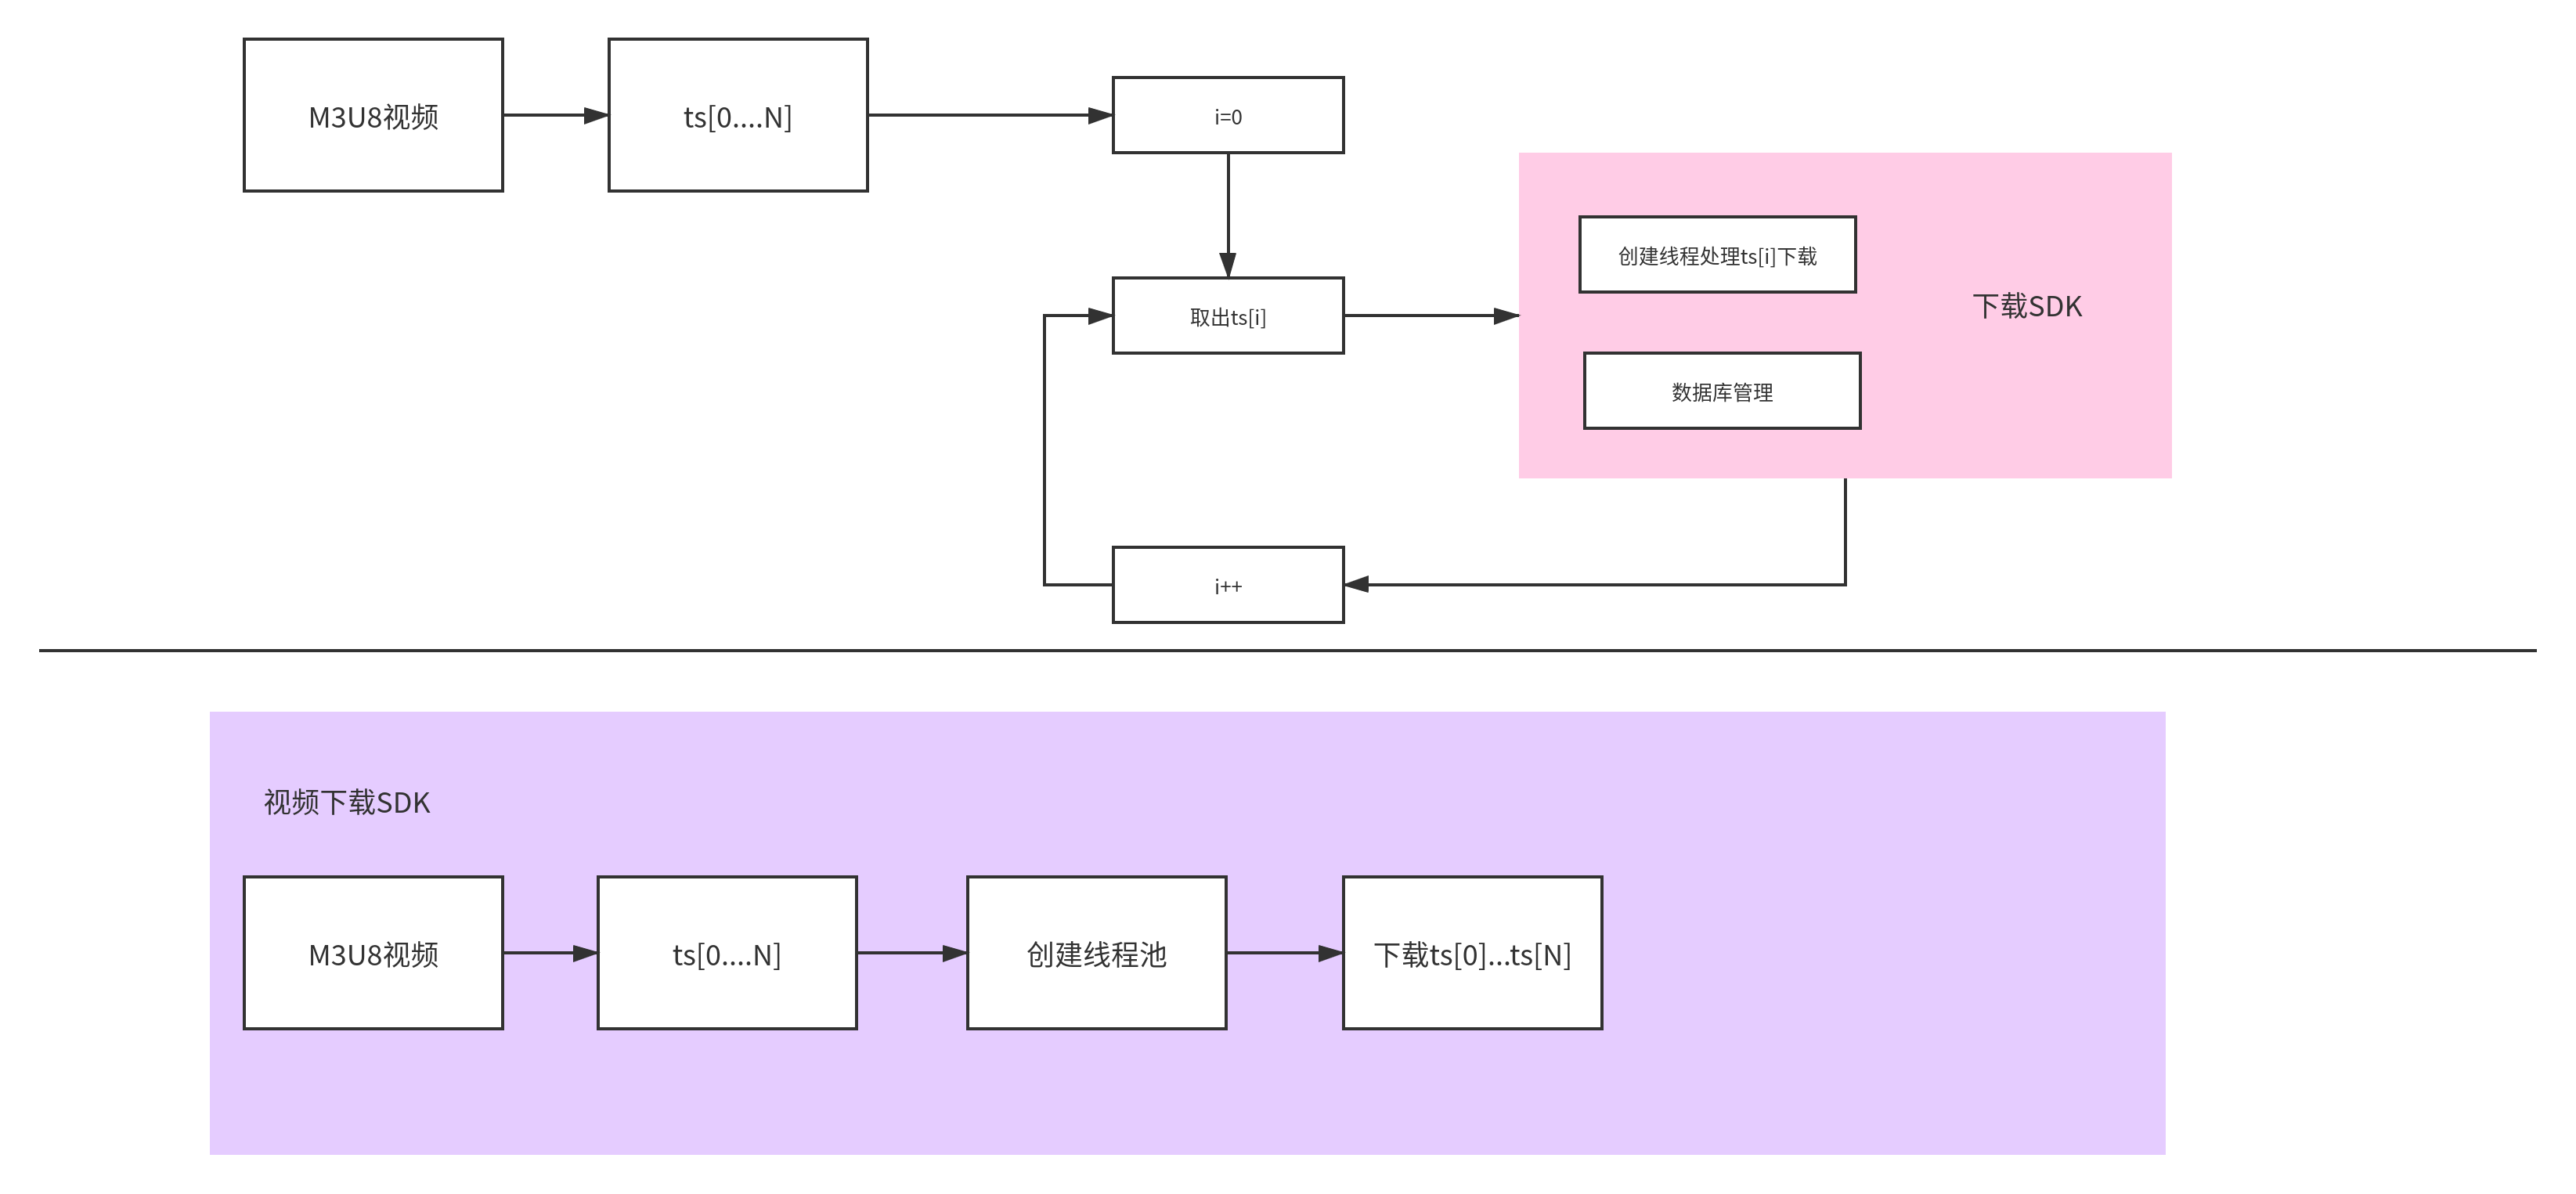 M3U8视频
ts[0....N]
i=0
创建线程处理ts[i]下载
下载SDK
取出ts[i]
数据库管理
i++
视频下载SDK
M3U8视频
ts[0....N]
创建线程池
下载ts[0]...ts[N]